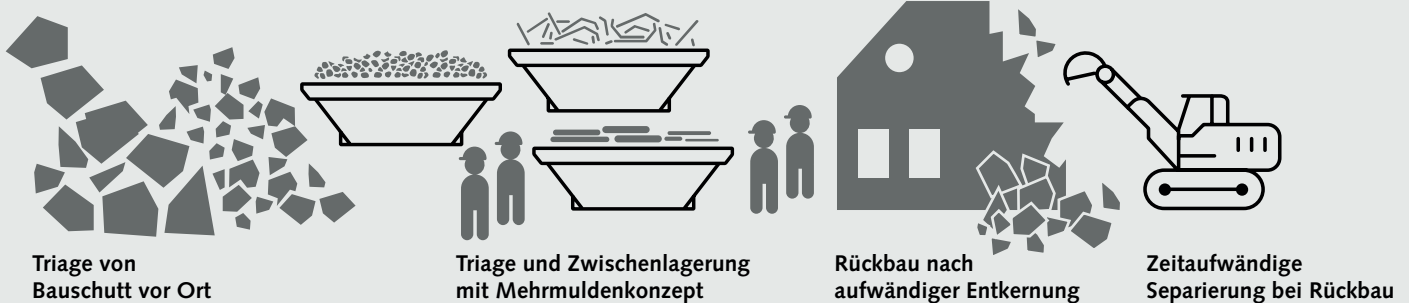 Triage von
Bauschutt vor Ort
Triage und Zwischenlagerung
mit Mehrmuldenkonzept
Rückbau nach
aufwändiger Entkernung
Zeitaufwändige
Separierung bei Rückbau